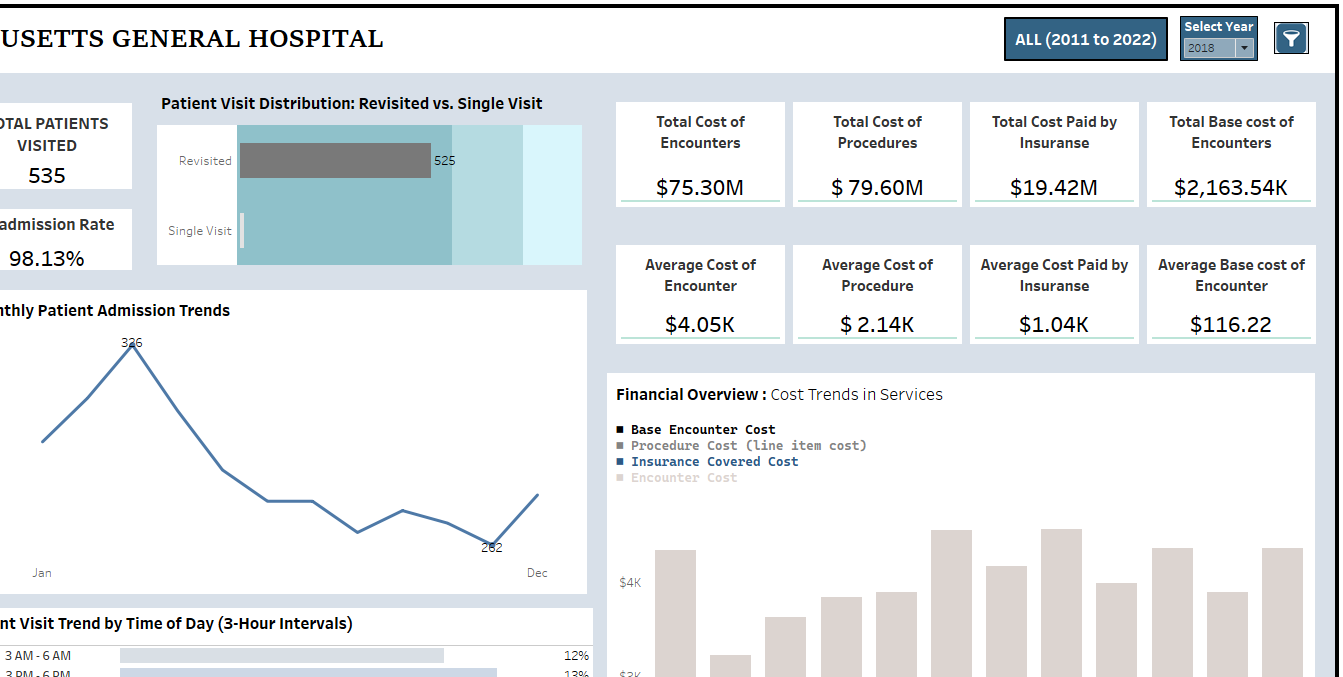 USETTS GENERAL HOSPITAL
ALL (2011 to 2022)
Select Year
2018
OTAL PATIENTS
VISITED
535
admission Rate
98.13%
Patient Visit Distribution: Revisited vs. Single Visit
Revisited
525
Single Visit
Total Cost of
Encounters
$75.30M
Total Cost of
Procedures
$ 79.60M
Total Cost Paid by
Insuranse
$19.42M
Total Base cost of
Encounters
$2,163.54K
Average Cost of
Encounter
$4.05K
Average Cost of
Procedure
$ 2.14K
Average Cost Paid by
Insuranse
$1.04K
Average Base cost of
Encounter
$116.22
nthly Patient Admission Trends
326
262
Jan
Dec
Financial Overview : Cost Trends in Services
Base Encounter Cost
Procedure Cost (line item cost)
Insurance Covered Cost
Encounter Cost
$4K
$3K
nt Visit Trend by Time of Day (3-Hour Intervals)
3 AM - 6 AM
12%
3 PM - 6 PM
13%